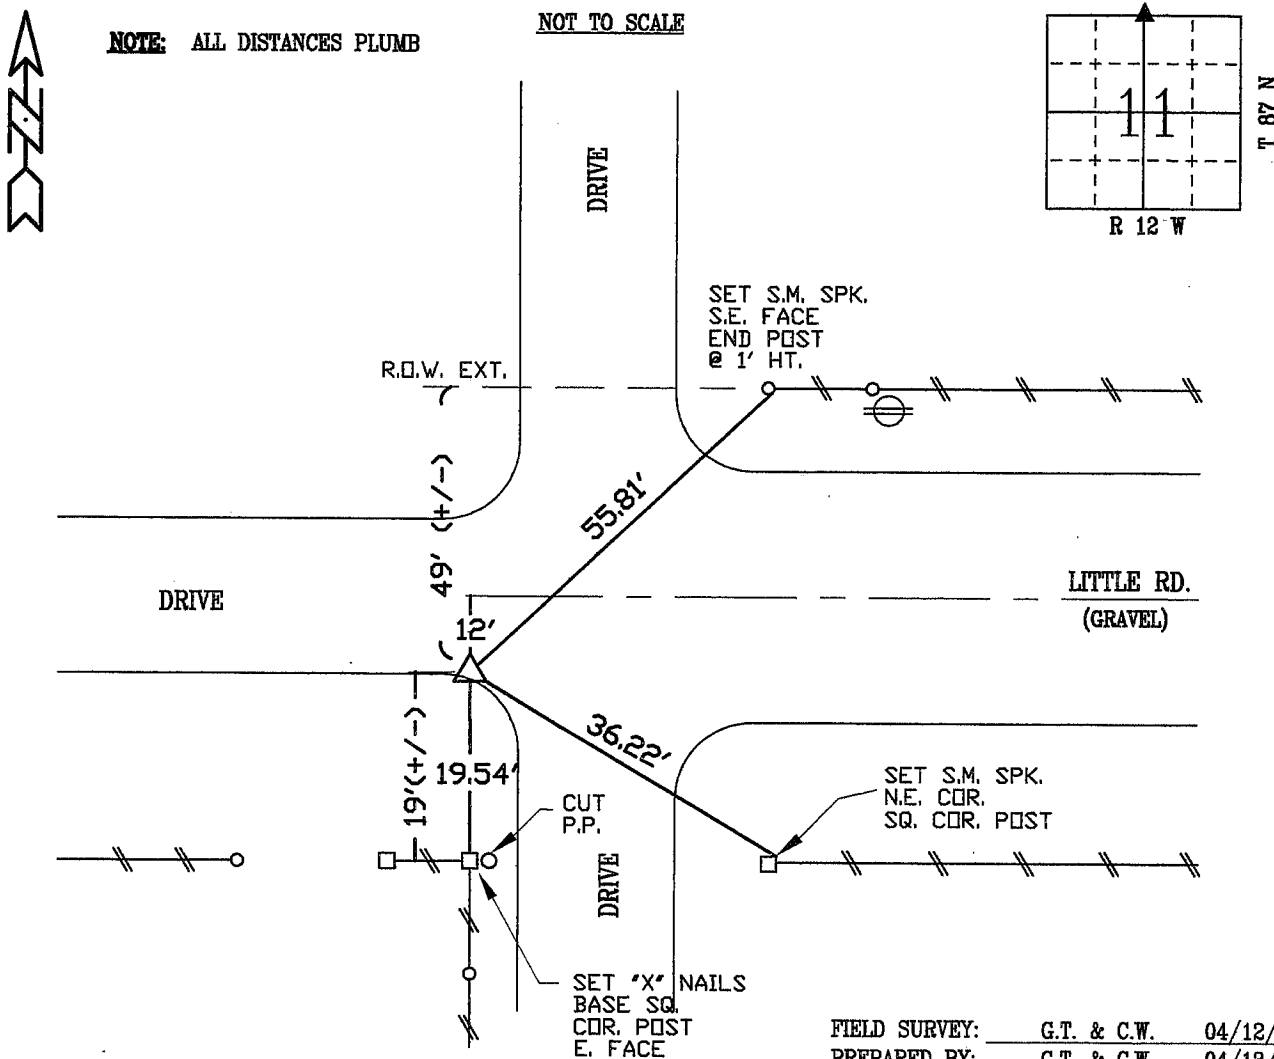 NOT TO SCALE
NOTE: ALL DISTANCES PLUMB
N
11
T 87 N
R 12 W
DRIVE
SET S.M. SPK.
S.E. FACE
END POST
@ 1' HT.
R.O.W. EXT.
49' (+/-)
55.81'
DRIVE
LITTLE RD.
(GRAVEL)
12'
36.22'
19'(+/-)
19.54'
CUT
P.P.
SET S.M. SPK.
N.E. COR.
SQ. COR. POST
DRIVE
SET "X" NAILS
BASE SQ.
COR. POST
E. FACE
FIELD SURVEY: G.T. & C.W. 04/12/